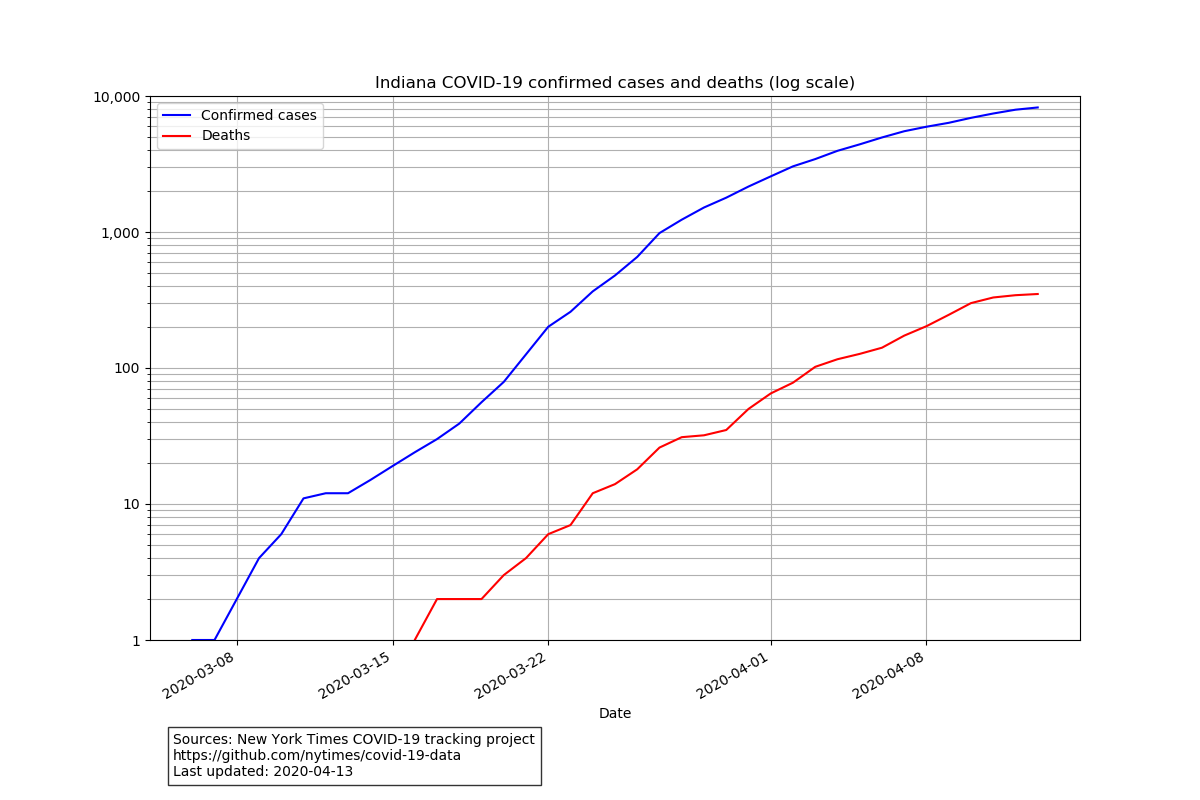 Indiana COVID-19 confirmed cases and deaths (log scale)
10,000
Confirmed cases
Deaths
1,000
100
10
1
2020-03-08
2020-03-15
2020-03-22
2020-04-01
2020-04-08
Date
Sources: New York Times COVID-19 tracking project
https://github.com/nytimes/covid-19-data
Last updated: 2020-04-13